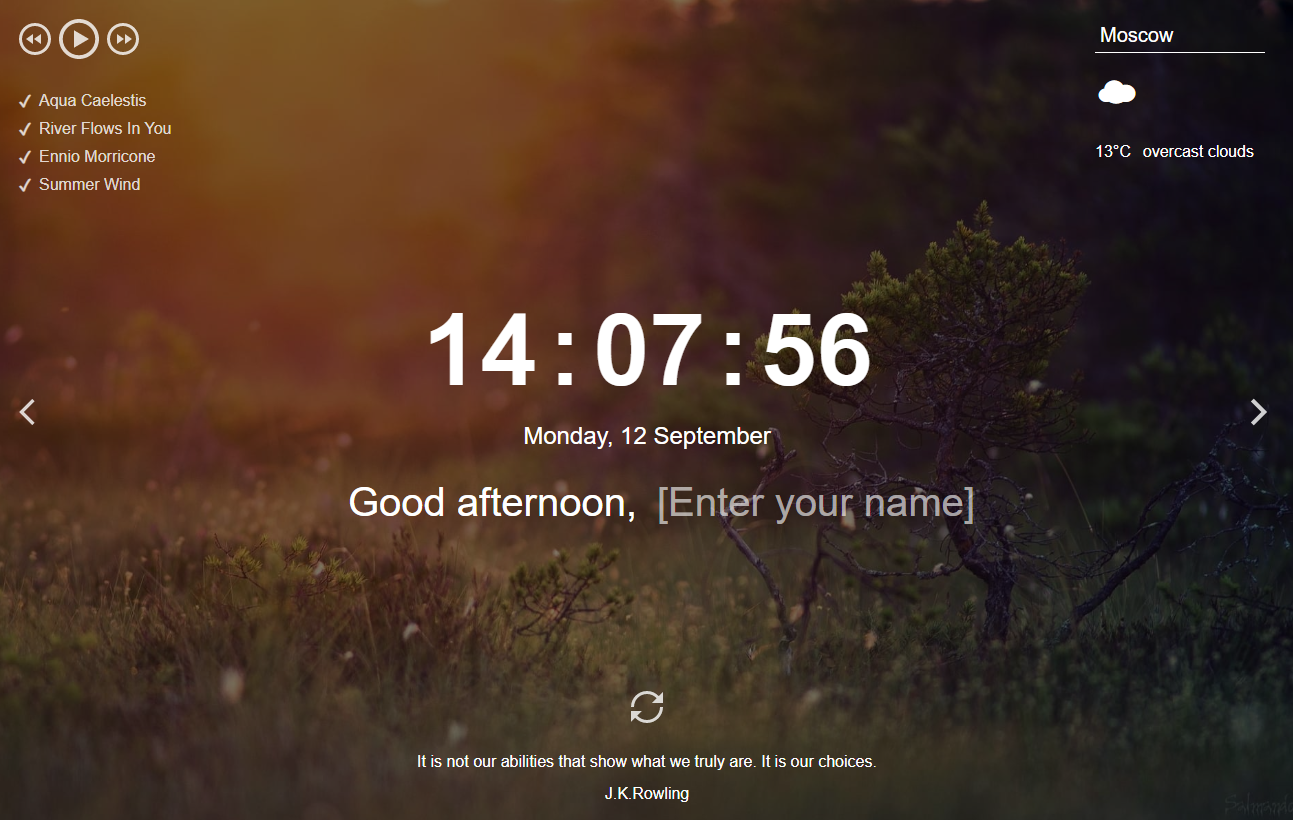 Moscow
Aqua Caelestis
River Flows In You
Ennio Morricone
Summer Wind
13°C overcast clouds
14:07:56
Monday, 12 September
Good afternoon, [Enter your name]
It is not our abilities that show what we truly are. It is our choices.
J.K.Rowling